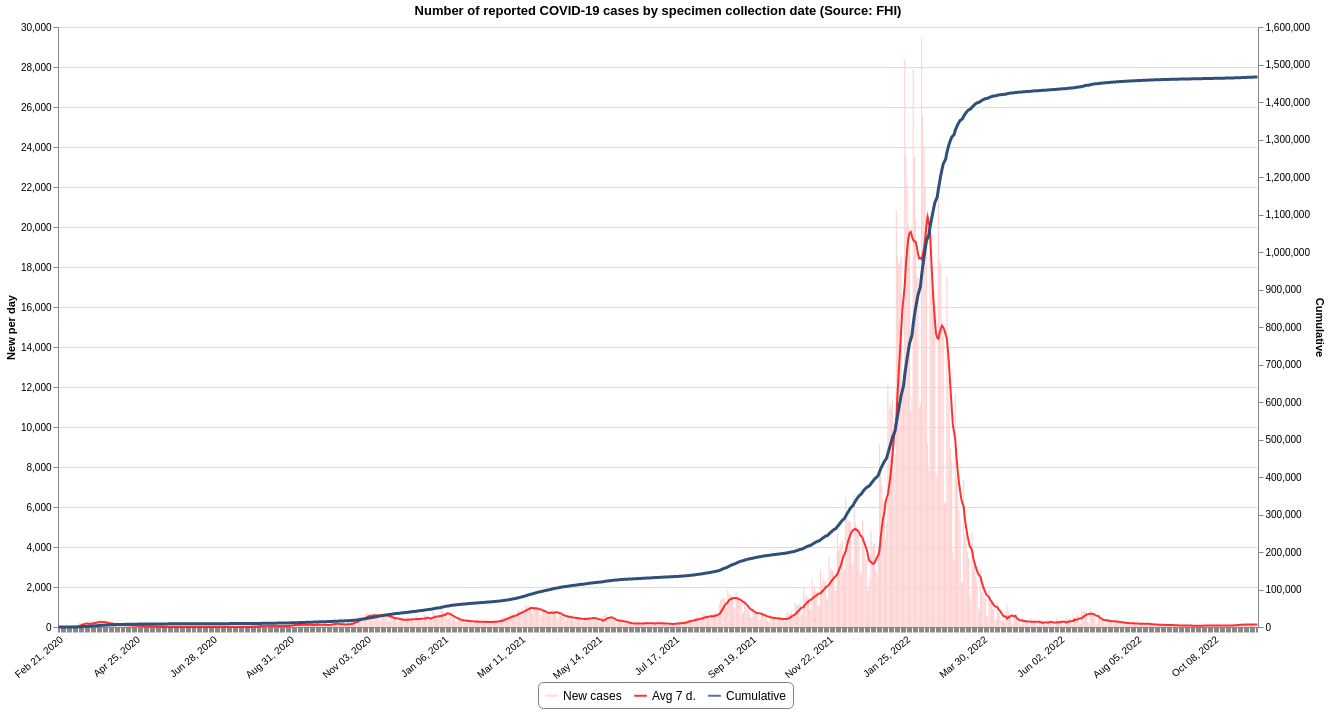 Number of reported COVID-19 cases by specimen collection date (Source: FHI)
30,000
28,000
26,000
24,000
22,000
20,000
18,000
16,000
14,000
12,000
10,000
8,000
6,000
4,000
2,000
0
New per day
1,600,000
1,500,000
1,400,000
1,300,000
1,200,000
1,100,000
1,000,000
900,000
800,000
700,000
600,000
500,000
400,000
300,000
200,000
100,000
0
Cumulative
Feb 21, 2020
Apr 25, 2020
Jun 28, 2020
Aug 31, 2020
Nov 03, 2020
Jan 06, 2021
Mar 11, 2021
May 14, 2021
Jul 17, 2021
Sep 19, 2021
Nov 22, 2021
Jan 25, 2022
Mar 30, 2022
Jun 02, 2022
Aug 05, 2022
Oct 08, 2022
New cases Avg 7 d. Cumulative